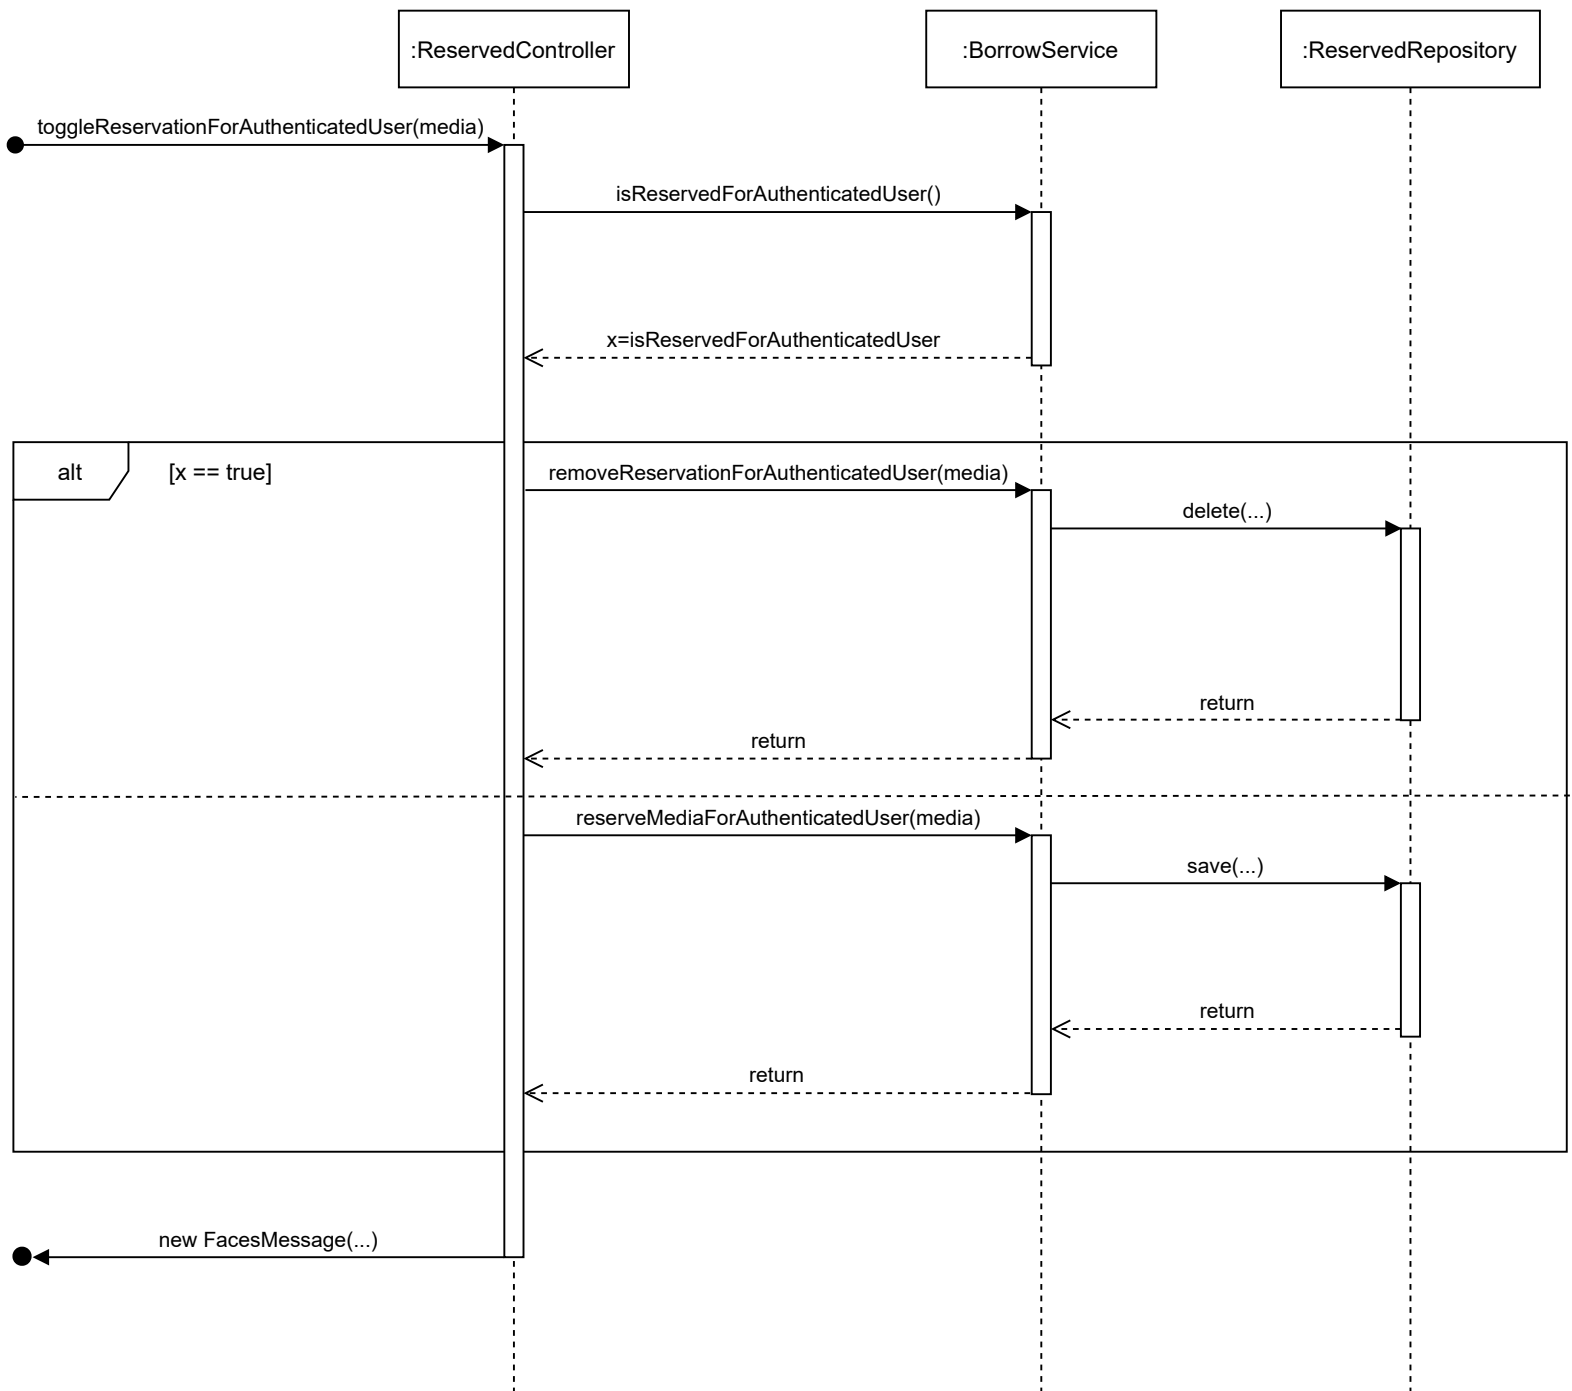 :ReservedController
:BorrowService
:ReservedRepository
toggleReservationForAuthenticatedUser(media)
isReservedForAuthenticatedUser()
x=isReservedForAuthenticatedUser
alt
[x == true]
removeReservationForAuthenticatedUser(media)
delete(...)
return
return
reserveMediaForAuthenticatedUser(media)
save(...)
return
return
new FacesMessage(...)